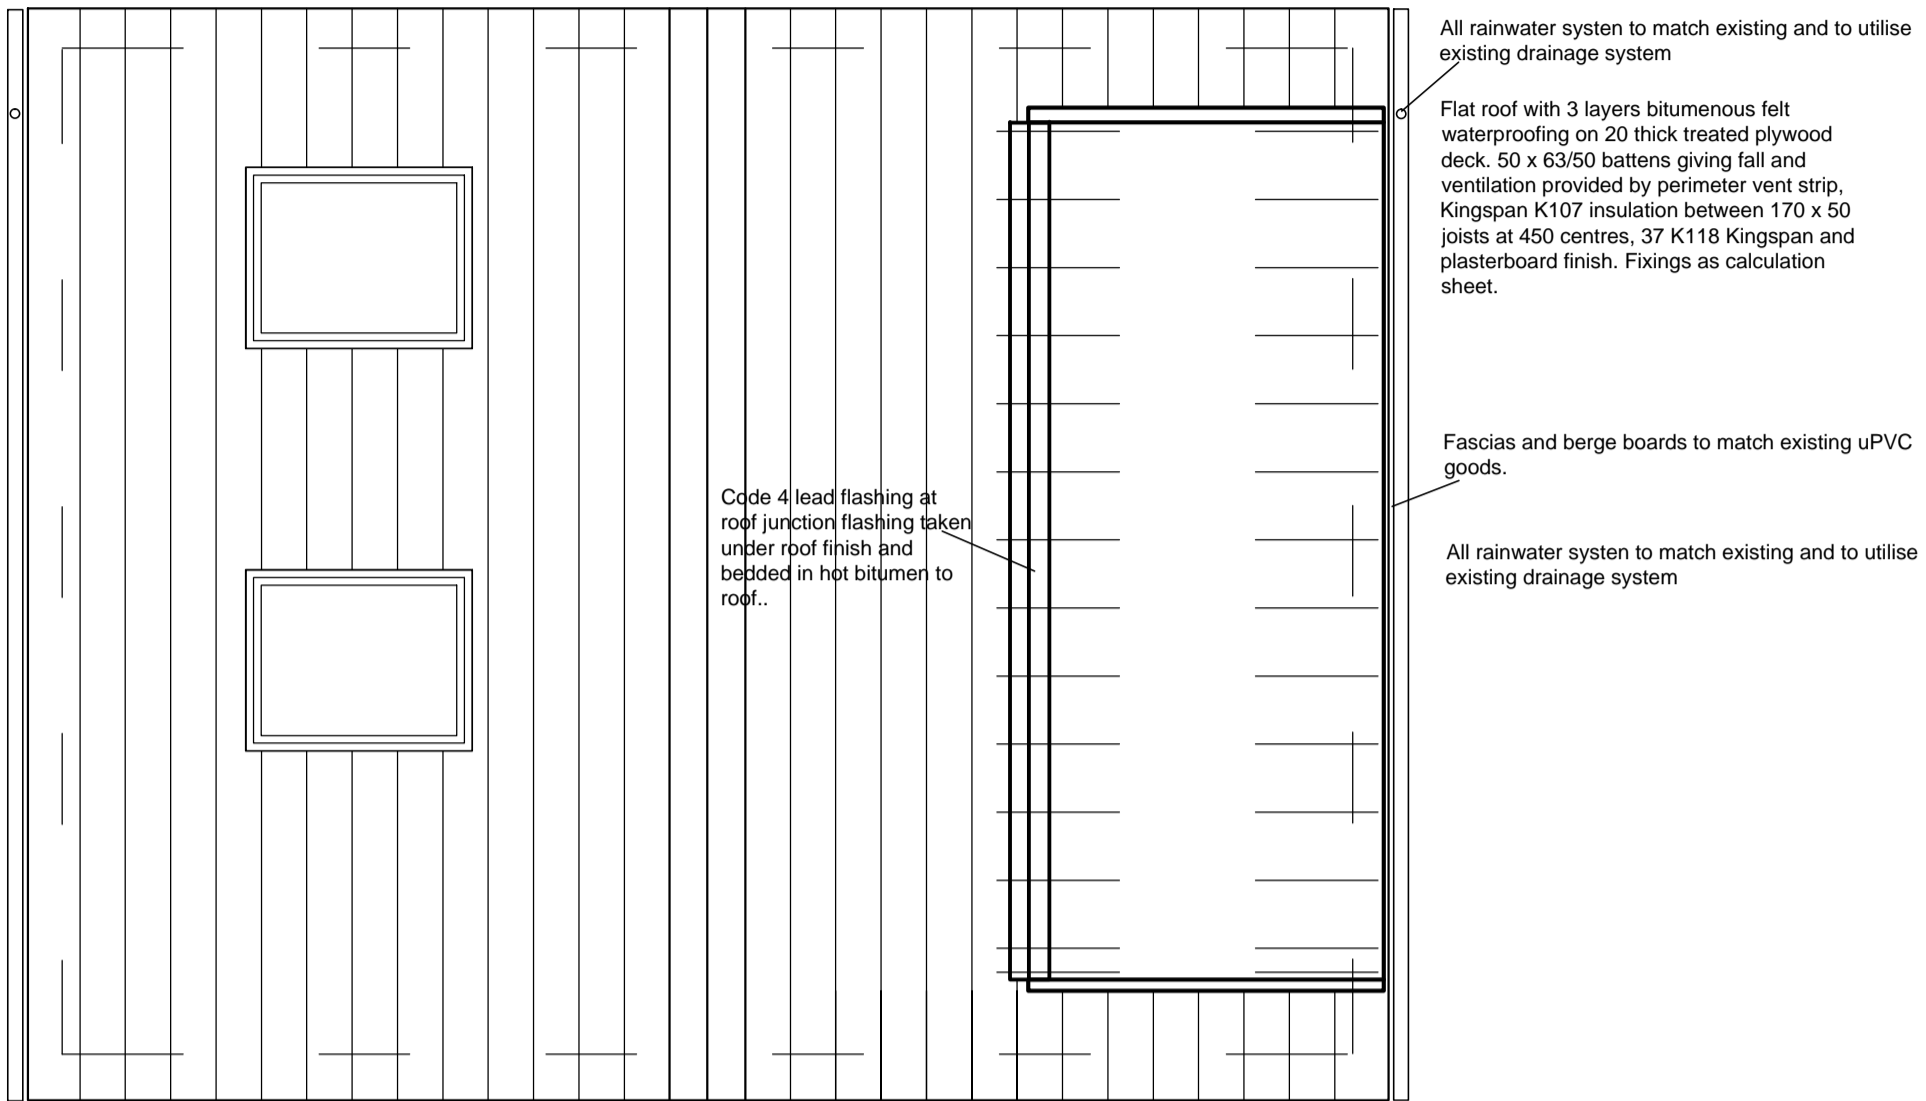 All rainwater systen to match existing and to utilise
existing drainage system
Flat roof with 3 layers bitumenous felt
waterproofing on 20 thick treated plywood
deck. 50 x 63/50 battens giving fall and
ventilation provided by perimeter vent strip,
Kingspan K107 insulation between 170 x 50
joists at 450 centres, 37 K118 Kingspan and
plasterboard finish. Fixings as calculation
sheet.
Fascias and berge boards to match existing uPVC
goods.
Code 4 lead flashing at
roof junction flashing taken
under roof finish and
bedded in hot bitumen to
roof..
All rainwater systen to match existing and to utilise
existing drainage system